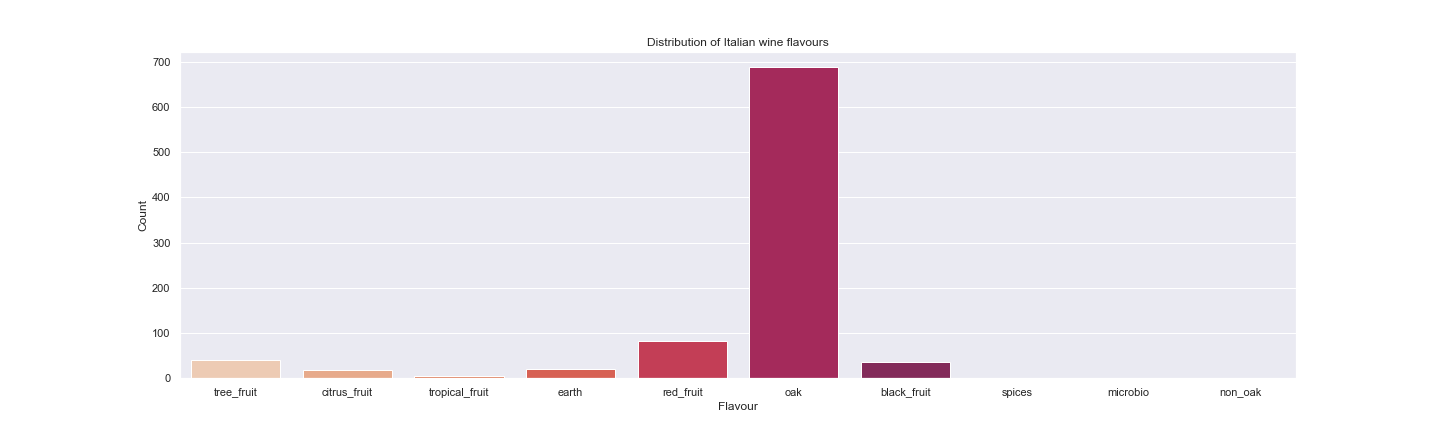 Distribution of Italian wine flavours
700
600
500
400
300
200
100
0
Count
tree_fruit citrus_fruit tropical_fruit earth red_fruit oak black_fruit spices microbio non_oak
Flavour